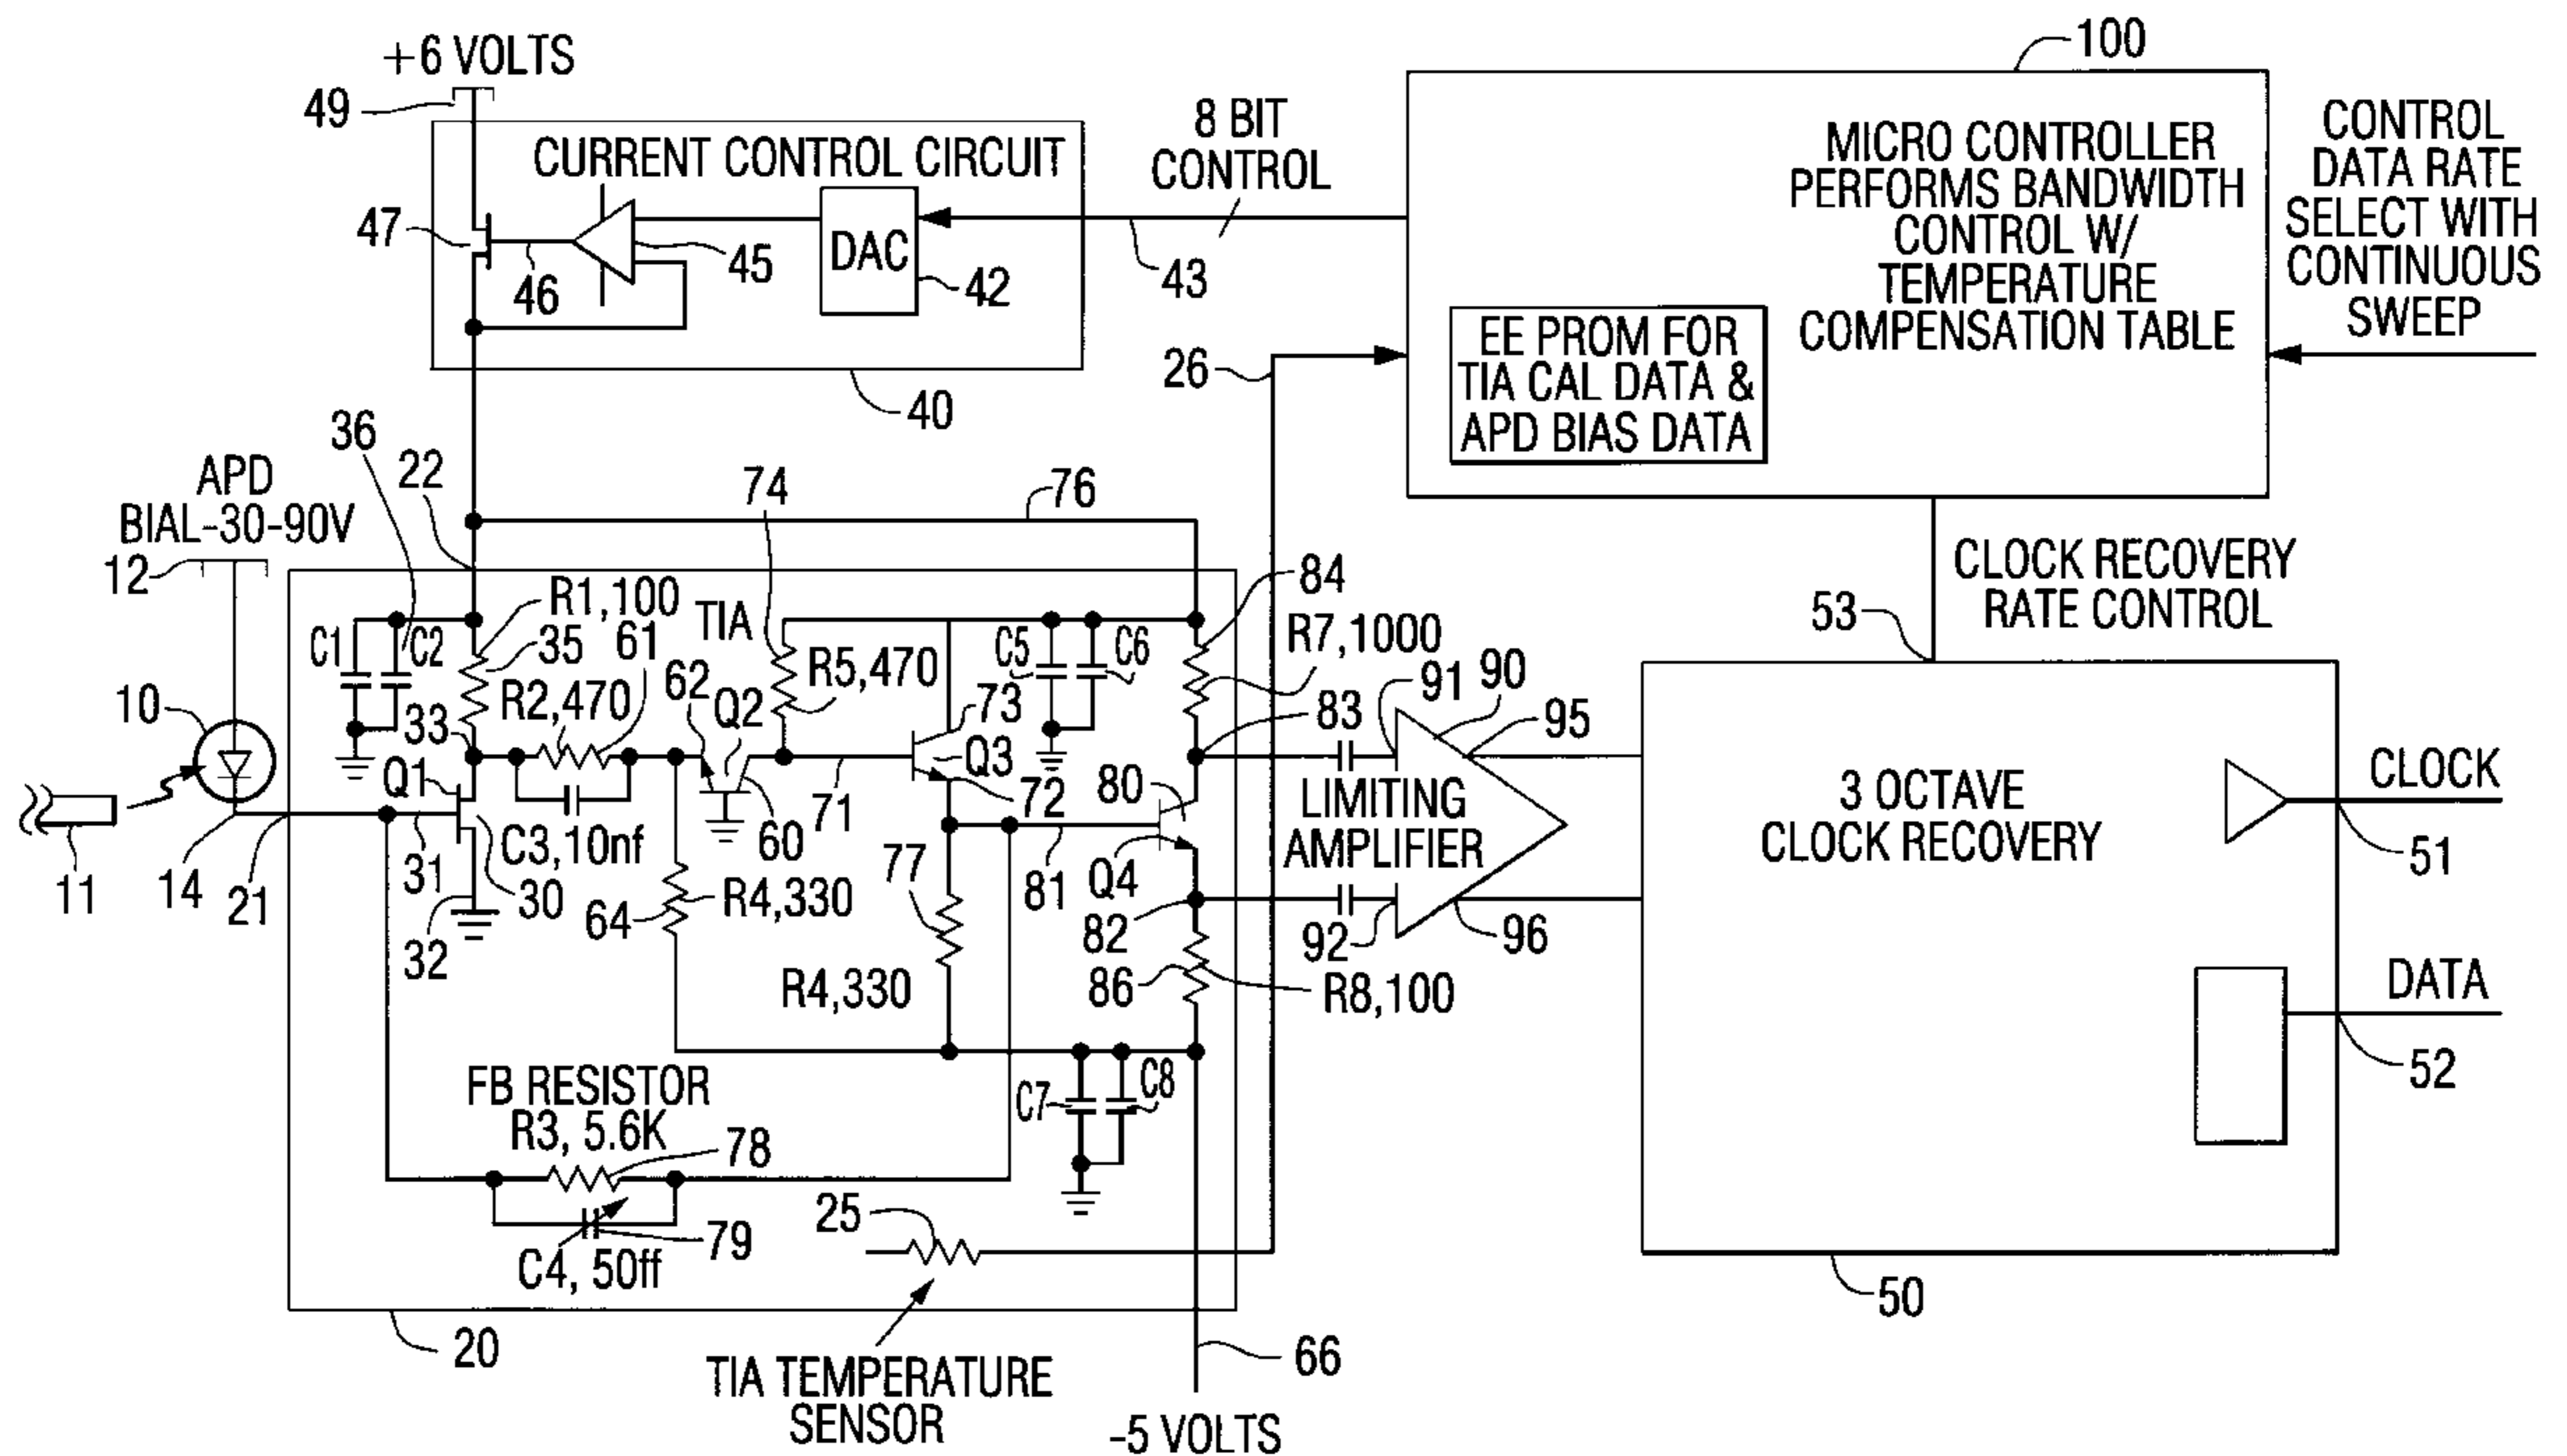 +6 VOLTS
49
100
CURRENT CONTROL CIRCUIT
8 BIT
CONTROL
47
46
45
DAC
42
43
40
MICRO CONTROLLER
PERFORMS BANDWIDTH
CONTROL W/
TEMPERATURE
COMPENSATION TABLE
EE PROM FOR
TIA CAL DATA &
APD BIAS DATA
CONTROL
DATA RATE
SELECT WITH
CONTINUOUS
SWEEP
26
36
22
APD
BIAL-30-90V
12
74
76
84
CLOCK RECOVERY
RATE CONTROL
53
R1,100
35
61
TIA
C1
C2
R2,470
62
Q2
R5,470
C5
C6
R7,1000
91
90
95
10
33
Q1
73
Q3
72
83
80
LIMITING
AMPLIFIER
3 OCTAVE
CLOCK RECOVERY
CLOCK
51
11
14
21
31
30
32
C3,10nf
60
71
64
R4,330
77
R4,330
81
Q4
82
86
R8,100
92
96
DATA
52
FB RESISTOR
R3, 5.6K
78
79
C4, 50ff
C7
C8
25
50
20
TIA TEMPERATURE
SENSOR
66
-5 VOLTS